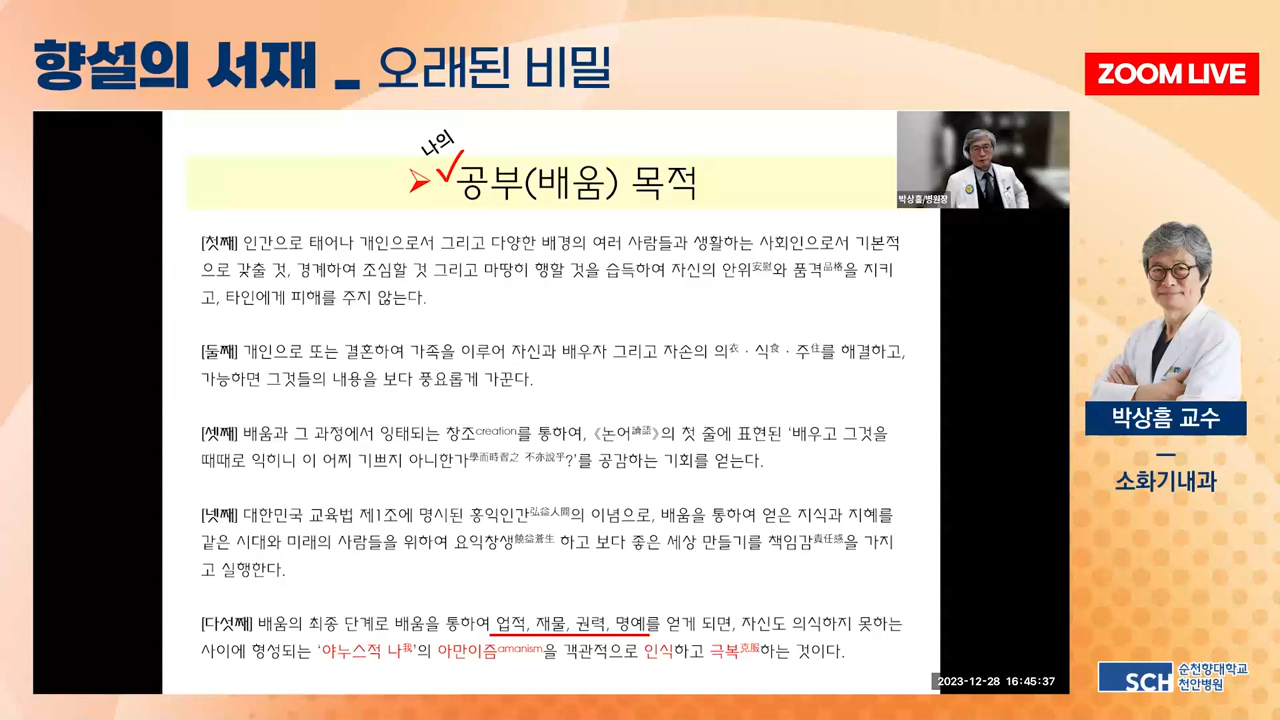 향설의 서재 _ 오래된 비밀
ZOOM LIVE
나의
공부(배움) 목적
박상흠/병원장
[첫째] 인간으로 태어나 개인으로서 그리고 다양한 배경의 여러 사람들과 생활하는 사회인으로서 기본적
으로 갖출 것, 경계하여 조심할 것 그리고 마땅히 행할 것을 습득하여 자신의 안위安慰와 품격品格을 지키
고, 타인에게 피해를 주지 않는다.
[둘째] 개인으로 또는 결혼하여 가족을 이루어 자신과 배우자 그리고 자손의 의衣 · 식食 · 주住를 해결하고,
가능하면 그것들의 내용을 보다 풍요롭게 가꾼다.
[셋째] 배움과 그 과정에서 잉태되는 창조creation를 통하여, 《논어論語》의 첫 줄에 표현된 ‘배우고 그것을
때때로 익히니 이 어찌 기쁘지 아니한가學而時習之 不亦說乎?’를 공감하는 기회를 얻는다.
[넷째] 대한민국 교육법 제1조에 명시된 홍익인간弘益人間의 이념으로, 배움을 통하여 얻은 지식과 지혜를
같은 시대와 미래의 사람들을 위하여 요익창생饒益蒼生 하고 보다 좋은 세상 만들기를 책임감責任感을 가지
고 실행한다.
[다섯째] 배움의 최종 단계로 배움을 통하여 업적, 재물, 권력, 명예를 얻게 되면, 자신도 의식하지 못하는
사이에 형성되는 ‘야누스적 나我’의 아만이즘amanism을 객관적으로 인식하고 극복克服하는 것이다.
2023-12-28 16:45:37
박상흠 교수
소화기내과
SCH 순천향대학교
천안병원